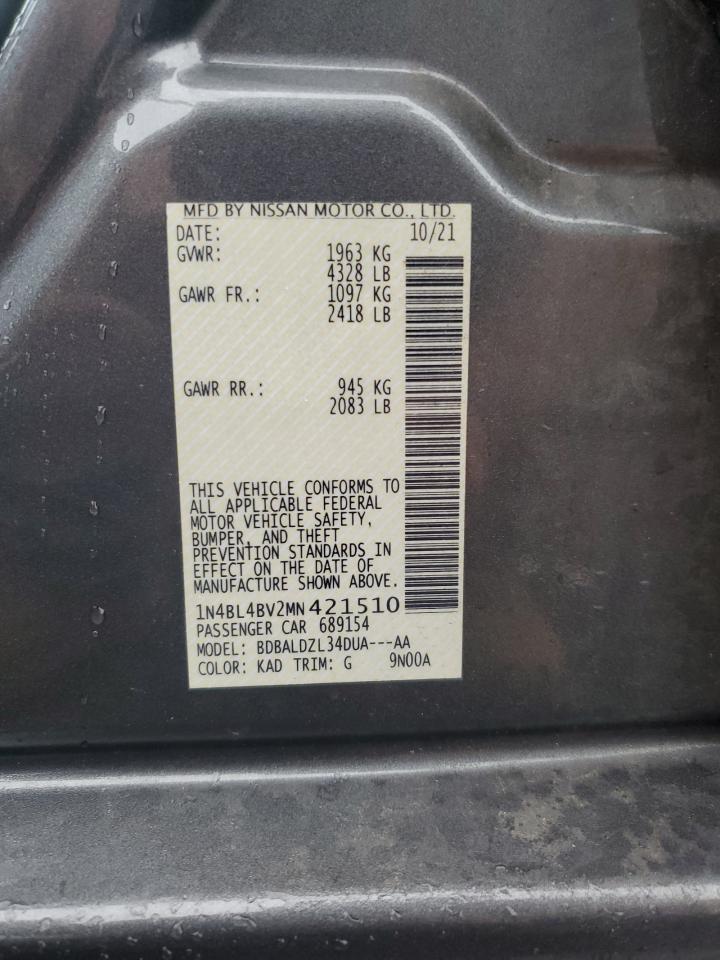 MFD BY NISSAN MOTOR CO., LTD.
DATE: 10/21
GVWR: 1963 KG
4328 LB
GAWR FR.: 1097 KG
2418 LB
GAWR RR.: 945 KG
2083 LB
THIS VEHICLE CONFORMS TO
ALL APPLICABLE FEDERAL
MOTOR VEHICLE SAFETY,
BUMPER, AND THEFT
PREVENTION STANDARDS IN
EFFECT ON THE DATE OF
MANUFACTURE SHOWN ABOVE.
1N4BL4BV2MN421510
PASSENGER CAR 689154
MODEL: BDBALDZL34DUA---AA
COLOR: KAD TRIM: G 9N00A